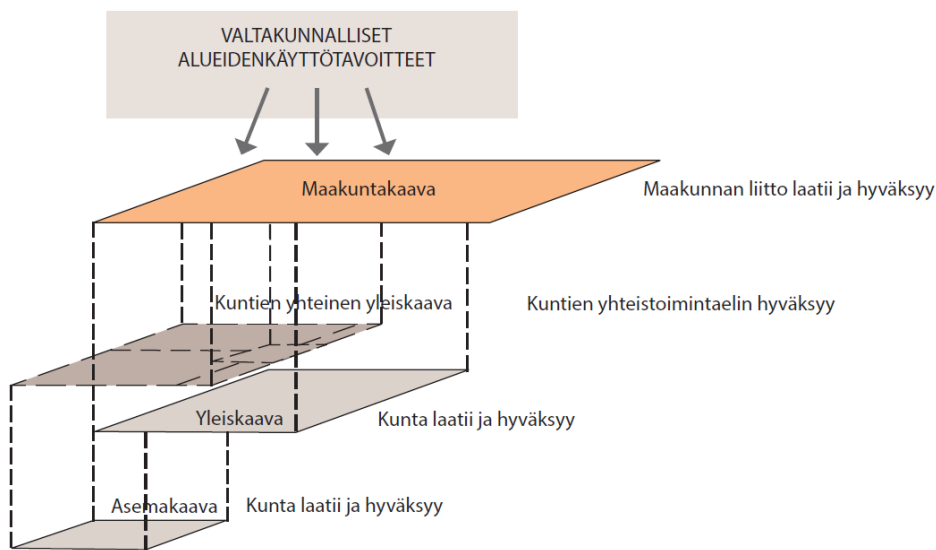 VALTAKUNNALLISET
ALUEIDENKÄYTTÖTAVOITTEET
Maakuntakaava
Maakunnan liitto laatii ja hyväksyy
Kuntien yhteinen yleiskaava
Kuntien yhteistoimintaelin hyväksyy
Yleiskaava
Kunta laatii ja hyväksyy
Asemakaava
Kunta laatii ja hyväksyy